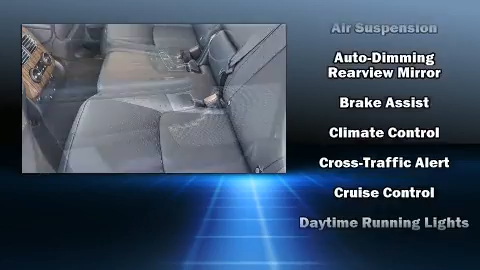 Air Suspension
Auto-Dimming
Rearview Mirror
Brake Assist
Climate Control
Cross-Traffic Alert
Cruise Control
Daytime Running Lights